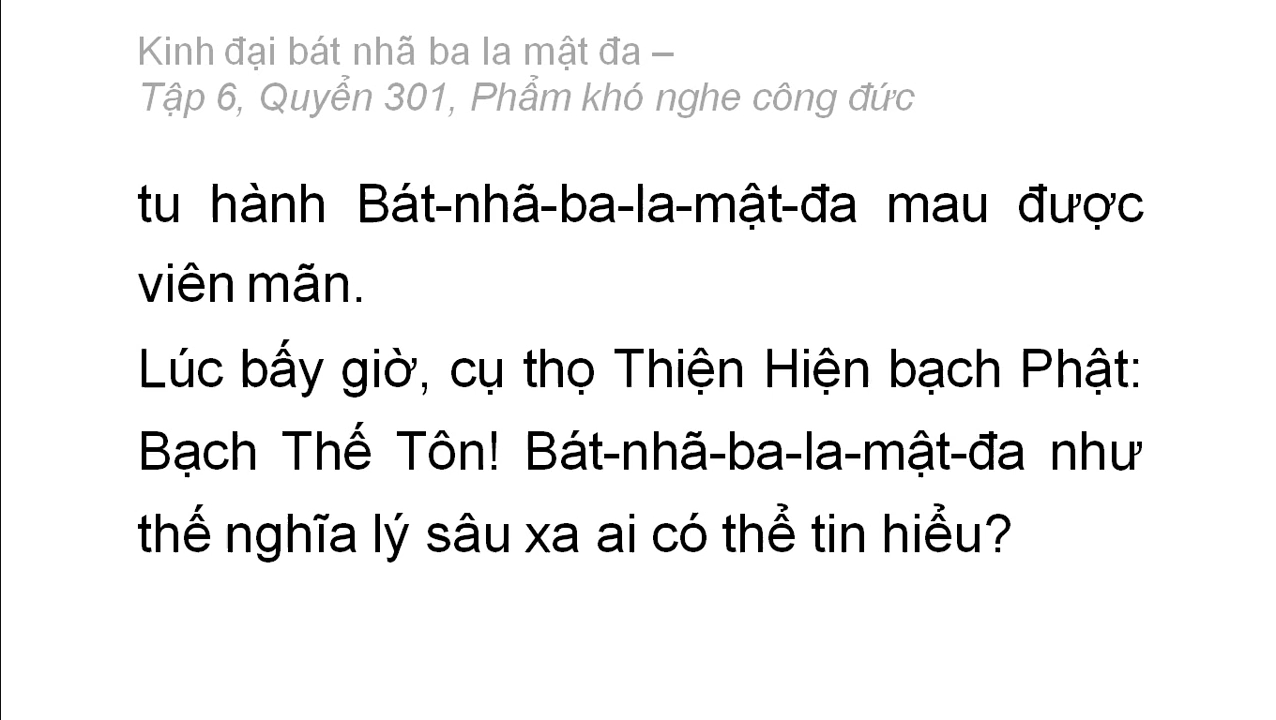 Kinh đại bát nhã ba la mật đa –
Tập 6, Quyển 301, Phẩm khó nghe công đức
tu hành Bát-nhã-ba-la-mật-đa mau được
viên mãn.
Lúc bấy giờ, cụ thọ Thiện Hiện bạch Phật:
Bạch Thế Tôn! Bát-nhã-ba-la-mật-đa như
thế nghĩa lý sâu xa ai có thể tin hiểu?